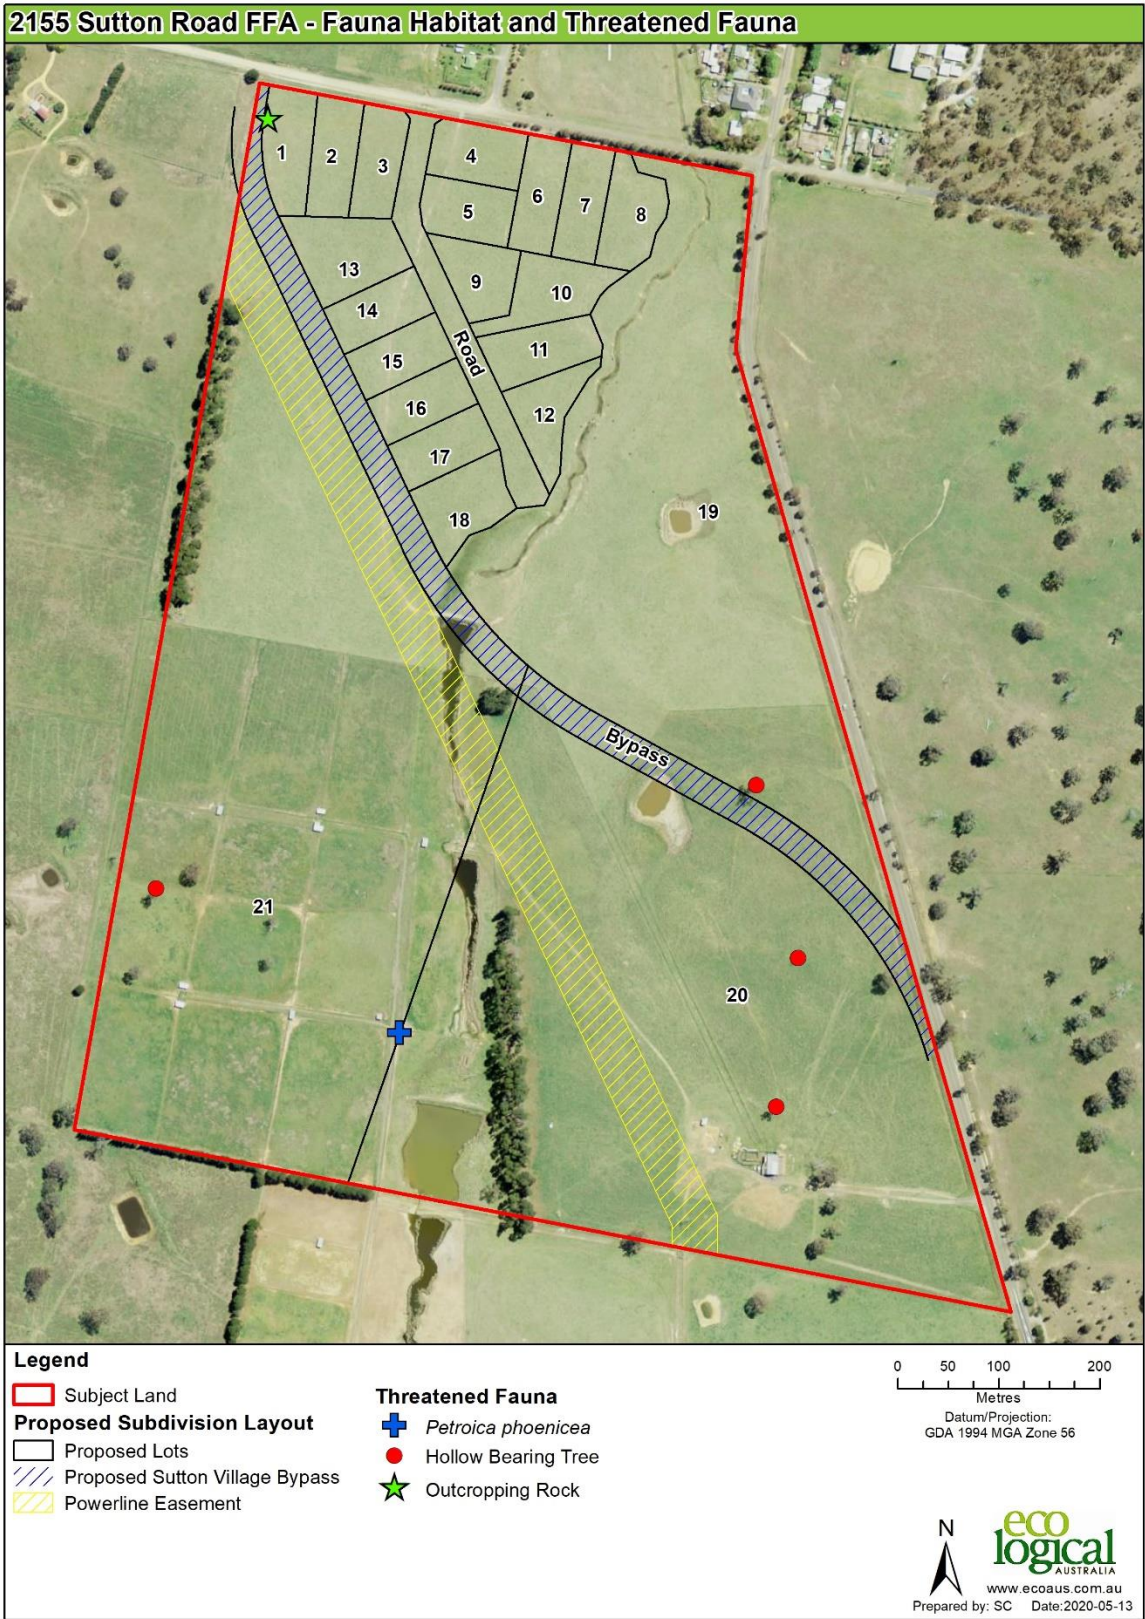 2155 Sutton Road FFA - Fauna Habitat and Threatened Fauna
1
2
3
4
5
6
7
8
9
10
11
12
13
14
15
16
17
18
Road
19
Bypass
20
21
Legend
Subject Land
Proposed Subdivision Layout
Proposed Lots
Proposed Sutton Village Bypass
Powerline Easement
Threatened Fauna
Petroica phoenicea
Hollow Bearing Tree
Outcropping Rock
0 50 100 200
Metres
Datum/Projection:
GDA 1994 MGA Zone 56
N
eco
logical
AUSTRALIA
www.ecoaus.com.au
Prepared by: SC Date:2020-05-13